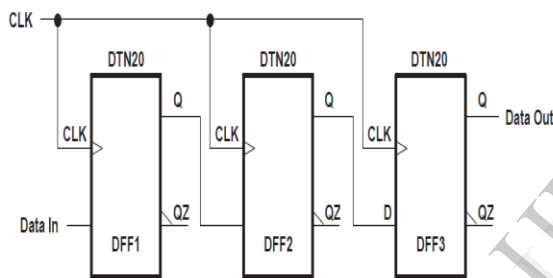 CLK
DTN20 DTN20 DTN20
Q Q Q
Data Out
CLK CLK CLK
Data In QZ QZ D QZ
DFF1 DFF2 DFF3